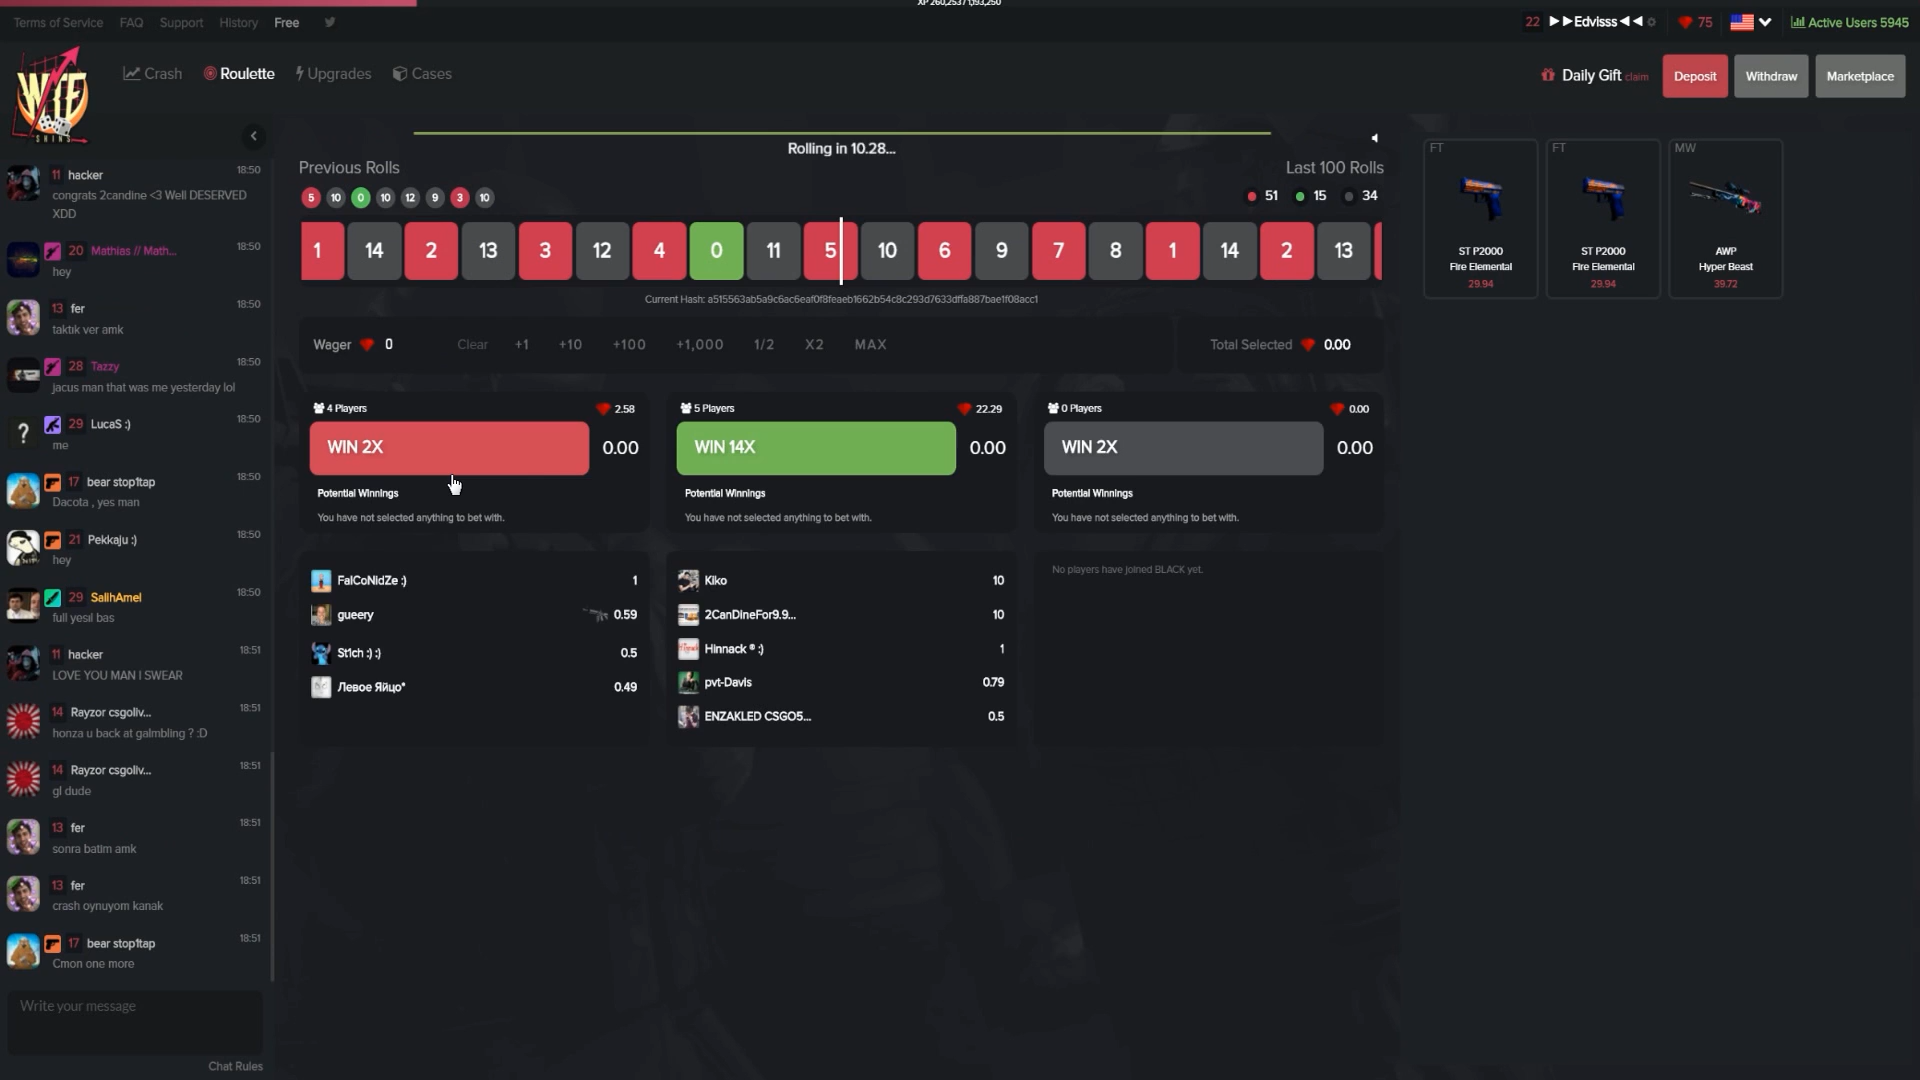 XP 260,253 / 1,193,250
Terms of Service FAQ Support History Free
22 ►►Edvisss◄◄ 75 Active Users 5945
WTF
SKINS
Crash Roulette Upgrades Cases
Daily Gift claim Deposit Withdraw Marketplace
11 hacker 18:50
congrats 2candine <3 Well DESERVED
XDD
20 Mathias // Math... 18:50
hey
13 fer 18:50
taktik ver amk
28 Tazzy 18:50
jacus man that was me yesterday lol
29 LucaS :) 18:50
me
17 bear stop1tap 18:50
Dacota , yes man
21 Pekkaju :) 18:50
hey
29 SalihAmel 18:50
full yesil bas
11 hacker 18:51
LOVE YOU MAN I SWEAR
14 Rayzor csgoliv... 18:51
honza u back at galmbling ? :D
14 Rayzor csgoliv... 18:51
gl dude
13 fer 18:51
sonra batim amk
13 fer 18:51
crash oynuyom kanak
17 bear stop1tap 18:51
Cmon one more
Write your message
Chat Rules
Rolling in 10.28...
Previous Rolls Last 100 Rolls
5 10 0 10 12 9 3 10 51 15 34
1 14 2 13 3 12 4 0 11 5 10 6 9 7 8 1 14 2 13
Current Hash: a515563ab5a9c6ac6eaf0f8feaeb1662b54c8c293d7633dffa887bae1f08acc1
Wager 0 Clear +1 +10 +100 +1,000 1/2 X2 MAX Total Selected 0.00
4 Players 2.58
WIN 2X 0.00
Potential Winnings
You have not selected anything to bet with.
FalCoNidZe :) 1
gueery 0.59
St1ch :) :) 0.5
Левое Яйцо* 0.49
5 Players 22.29
WIN 14X 0.00
Potential Winnings
You have not selected anything to bet with.
Kiko 10
2CanDineFor9.9... 10
Hinnack ® :) 1
pvt-Davis 0.79
ENZAKLED CSGO5... 0.5
0 Players 0.00
WIN 2X 0.00
Potential Winnings
You have not selected anything to bet with.
No players have joined BLACK yet.
FT
ST P2000
Fire Elemental
29.94
FT
ST P2000
Fire Elemental
29.94
MW
AWP
Hyper Beast
39.72